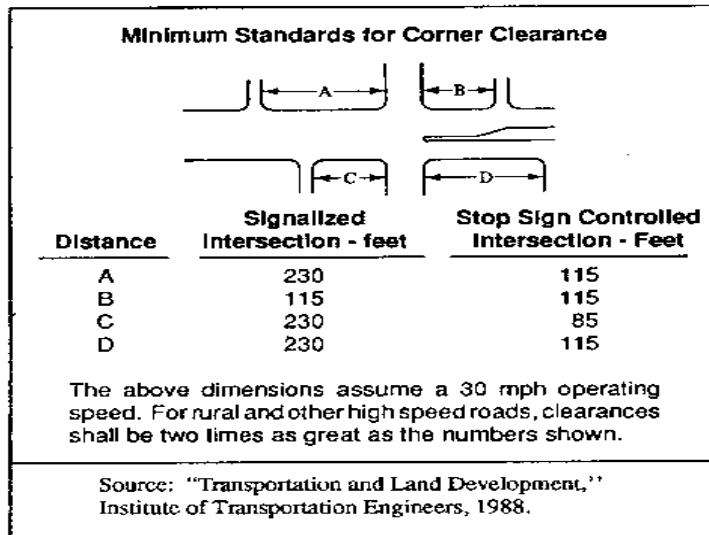 Minimum Standards for Corner Clearance
A B
C D
Signalized Stop Sign Controlled
Distance Intersection - feet Intersection - Feet
A 230 115
B 115 115
C 230 85
D 230 115
The above dimensions assume a 30 mph operating
speed. For rural and other high speed roads, clearances
shall be two times as great as the numbers shown.
Source: “Transportation and Land Development,”
Institute of Transportation Engineers, 1988.